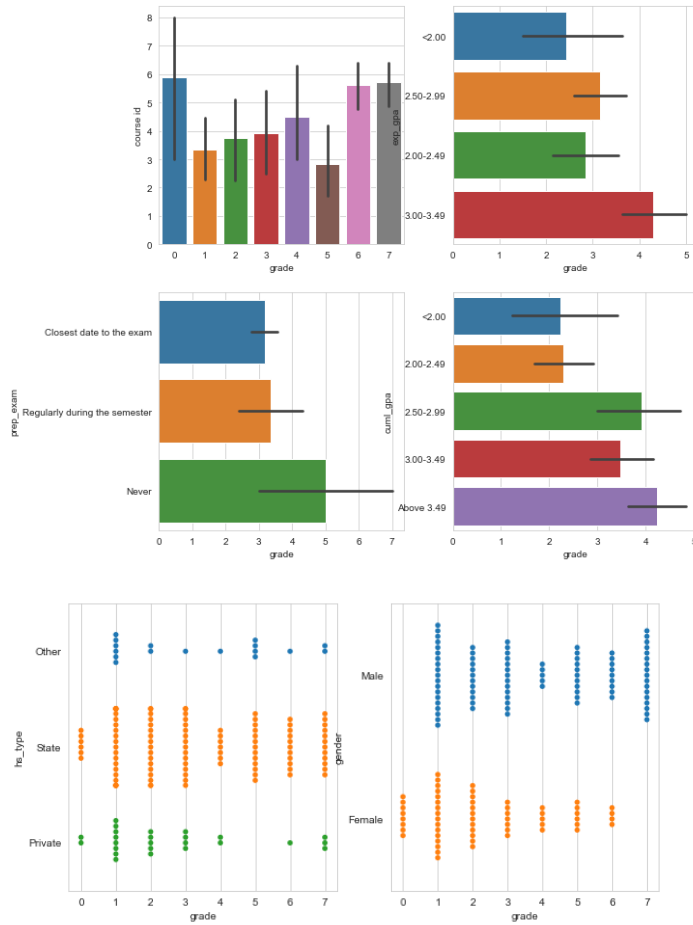 course id
8
7
6
5
4
3
2
1
0
0 1 2 3 4 5 6 7
grade
exp_gpa
<2.00
2.50-2.99
2.00-2.49
3.00-3.49
0 1 2 3 4 5
grade
prep_exam
Closest date to the exam
Regularly during the semester
Never
0 1 2 3 4 5 6 7
grade
cuml_gpa
<2.00
2.00-2.49
2.50-2.99
3.00-3.49
Above 3.49
0 1 2 3 4 5
grade
hs_type
Other
State
Private
0 1 2 3 4 5 6 7
grade
gender
Male
Female
0 1 2 3 4 5 6 7
grade